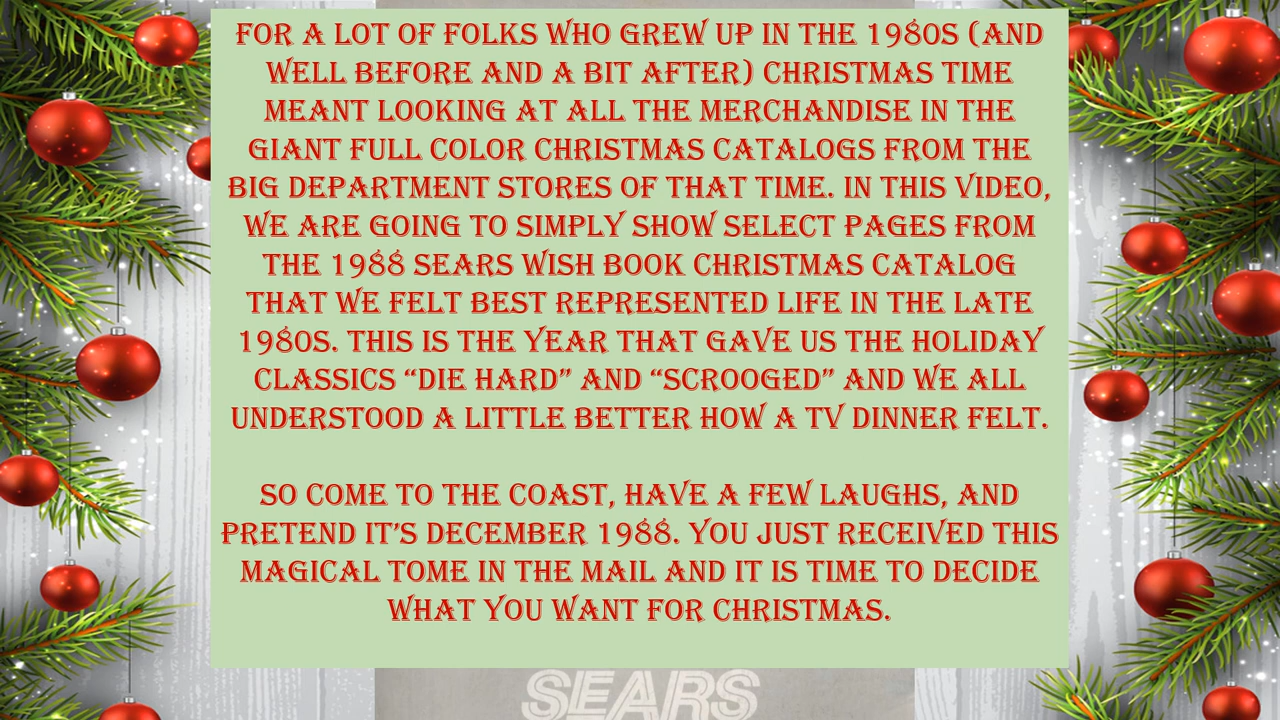 FOR A LOT OF FOLKS WHO GREW UP IN THE 1980S (AND
WELL BEFORE AND A BIT AFTER) CHRISTMAS TIME
MEANT LOOKING AT ALL THE MERCHANDISE IN THE
GIANT FULL COLOR CHRISTMAS CATALOGS FROM THE
BIG DEPARTMENT STORES OF THAT TIME. IN THIS VIDEO,
WE ARE GOING TO SIMPLY SHOW SELECT PAGES FROM
THE 1988 SEARS WISH BOOK CHRISTMAS CATALOG
THAT WE FELT BEST REPRESENTED LIFE IN THE LATE
1980S. THIS IS THE YEAR THAT GAVE US THE HOLIDAY
CLASSICS “DIE HARD” AND “SCROOGED” AND WE ALL
UNDERSTOOD A LITTLE BETTER HOW A TV DINNER FELT.
SO COME TO THE COAST, HAVE A FEW LAUGHS, AND
PRETEND IT’S DECEMBER 1988. YOU JUST RECEIVED THIS
MAGICAL TOME IN THE MAIL AND IT IS TIME TO DECIDE
WHAT YOU WANT FOR CHRISTMAS.
SEARS